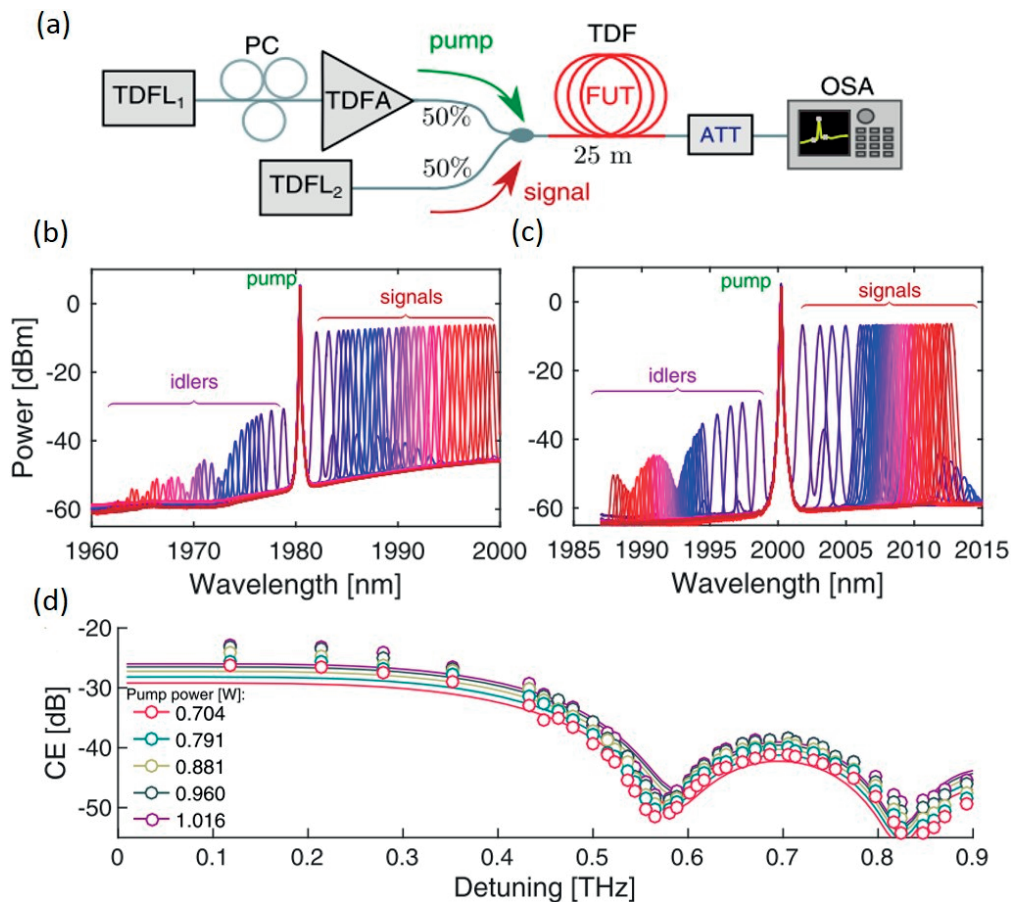 (a)
PC
pump
TDF
TDFL1
TDFA
50%
FUT
OSA
ATT
50%
25 m
TDFL2
signal
(b)
(c)
pump
signals
idlers
Power [dBm]
0
-20
-40
-60
1960
1970
1980
1990
2000
Wavelength [nm]
pump
signals
idlers
0
-20
-40
-60
1985
1990
1995
2000
2005
2010
2015
Wavelength [nm]
(d)
CE [dB]
-20
-30
-40
-50
Pump power [W]:
0.704
0.791
0.881
0.960
1.016
0
0.1
0.2
0.3
0.4
0.5
0.6
0.7
0.8
0.9
Detuning [THz]